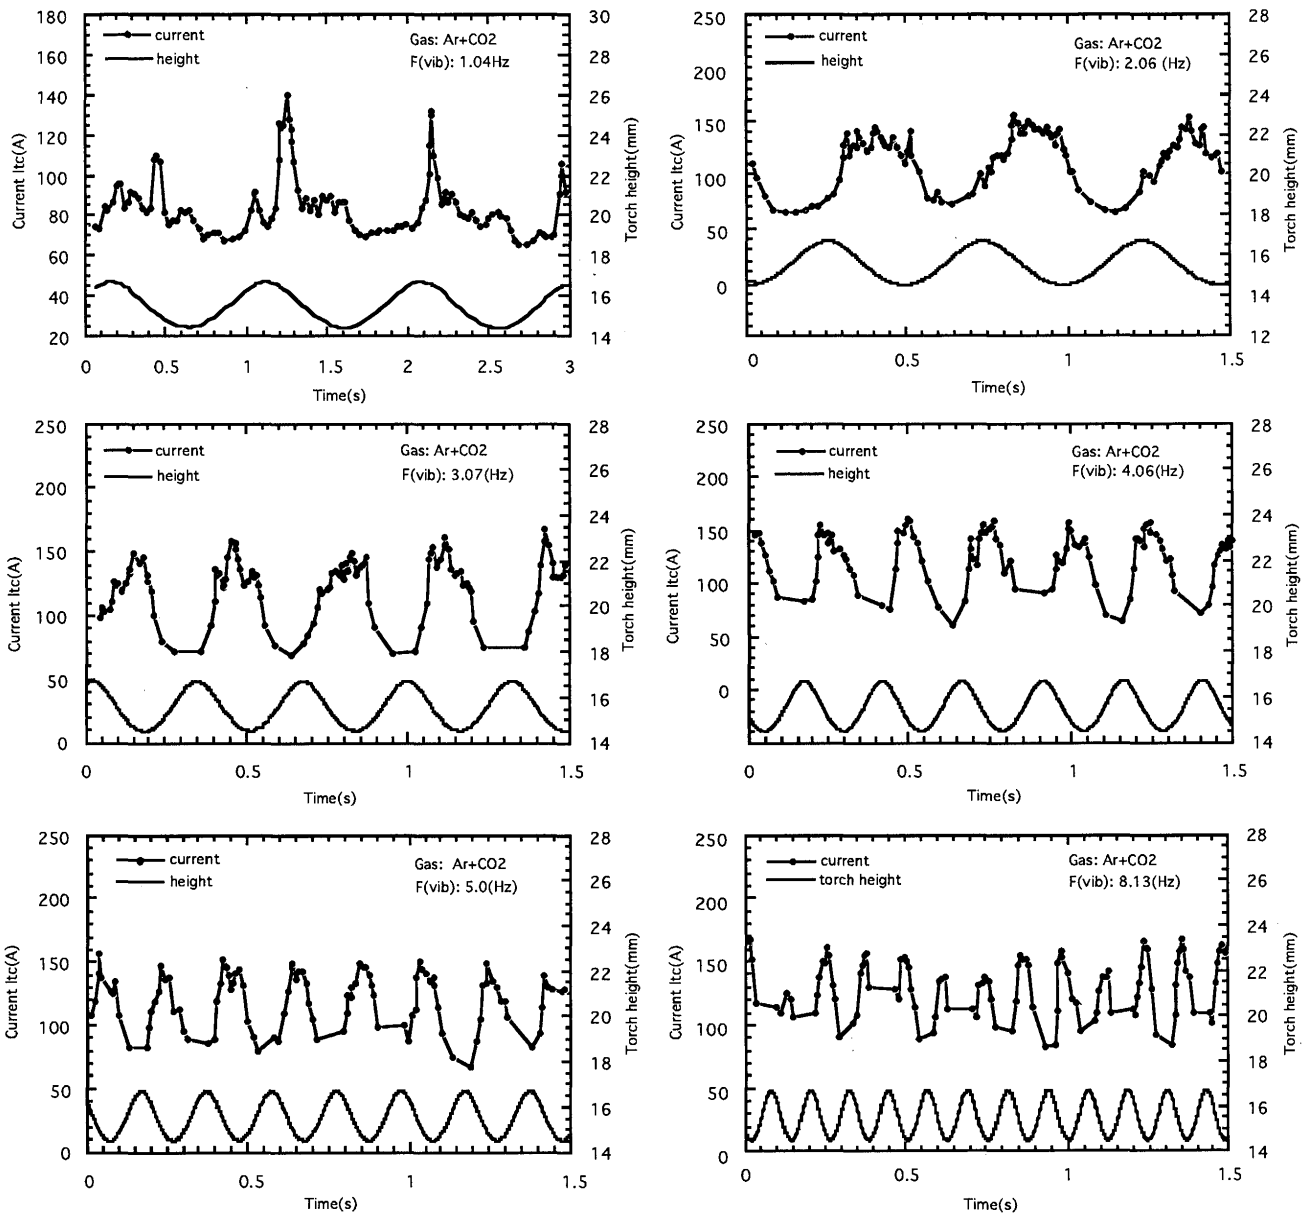 180
160
140
120
100
80
60
40
20
Current Itc(A)
current
height
Gas: Ar+CO2
F(vib): 1.04Hz
30
28
26
24
22
20
18
16
14
Torch height(mm)
0 0.5 1 1.5 2 2.5 3
Time(s)
250
200
150
100
50
0
Current Itc(A)
current
height
Gas: Ar+CO2
F(vib): 2.06 (Hz)
28
26
24
22
20
18
16
14
12
Torch height(mm)
0 0.5 1 1.5
Time(s)
250
200
150
100
50
0
Current Itc(A)
current
height
Gas: Ar+CO2
F(vib): 3.07(Hz)
28
26
24
22
20
18
16
14
Torch height(mm)
0 0.5 1 1.5
Time(s)
250
200
150
100
50
0
Current Itc(A)
current
height
Gas: Ar+CO2
F(vib): 4.06(Hz)
28
26
24
22
20
18
16
14
Torch height(mm)
0 0.5 1 1.5
Time(s)
250
200
150
100
50
0
Current Itc(A)
current
height
Gas: Ar+CO2
F(vib): 5.0(Hz)
28
26
24
22
20
18
16
14
Torch height(mm)
0 0.5 1 1.5
Time(s)
250
200
150
100
50
0
Current Itc(A)
current
torch height
Gas: Ar+CO2
F(vib): 8.13(Hz)
28
26
24
22
20
18
16
14
Torch height(mm)
0 0.5 1 1.5
Time(s)